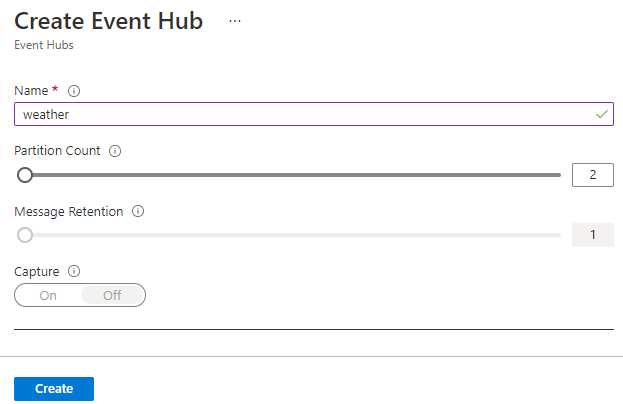 Create Event Hub ...
Event Hubs
Name *
weather
Partition Count
2
Message Retention
1
Capture
On Off
Create